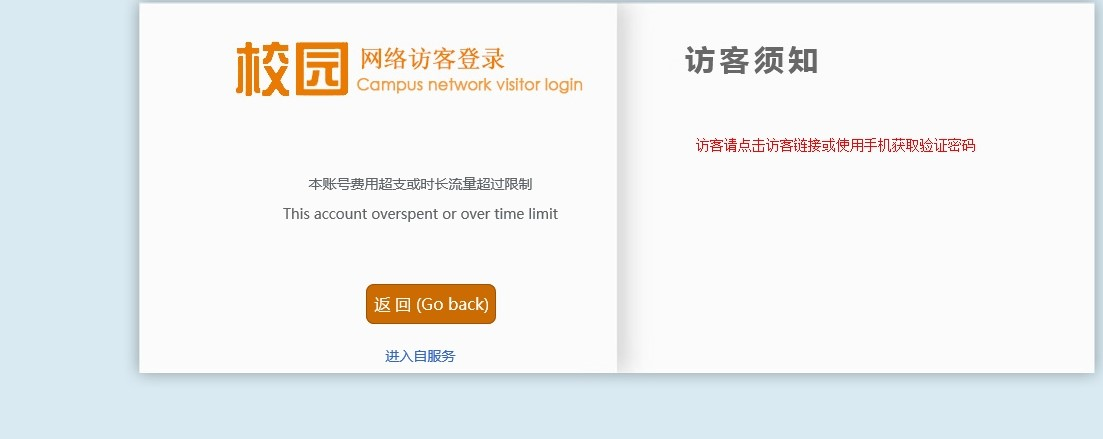 校园 网络访客登录
Campus network visitor login
本账号费用超支或时长流量超过限制
This account overspent or over time limit
返 回 (Go back)
进入自服务
访客须知
访客请点击访客链接或使用手机获取验证密码